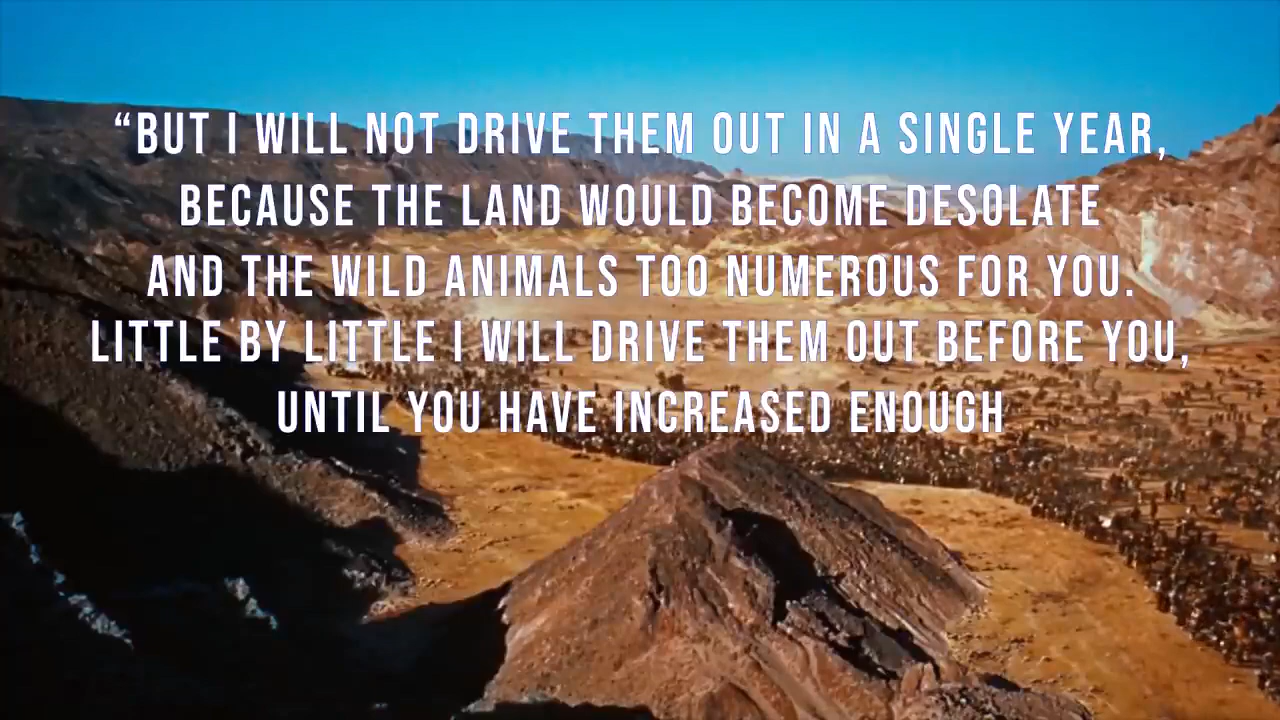 “BUT I WILL NOT DRIVE THEM OUT IN A SINGLE YEAR,
BECAUSE THE LAND WOULD BECOME DESOLATE
AND THE WILD ANIMALS TOO NUMEROUS FOR YOU.
LITTLE BY LITTLE I WILL DRIVE THEM OUT BEFORE YOU,
UNTIL YOU HAVE INCREASED ENOUGH